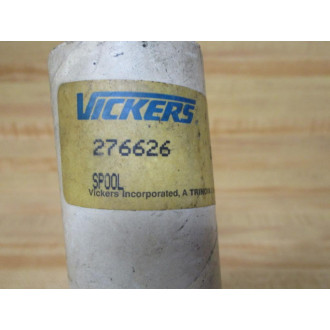 VICKERS
276626
SPOOL
Vickers Incorporated, A TRINOVA